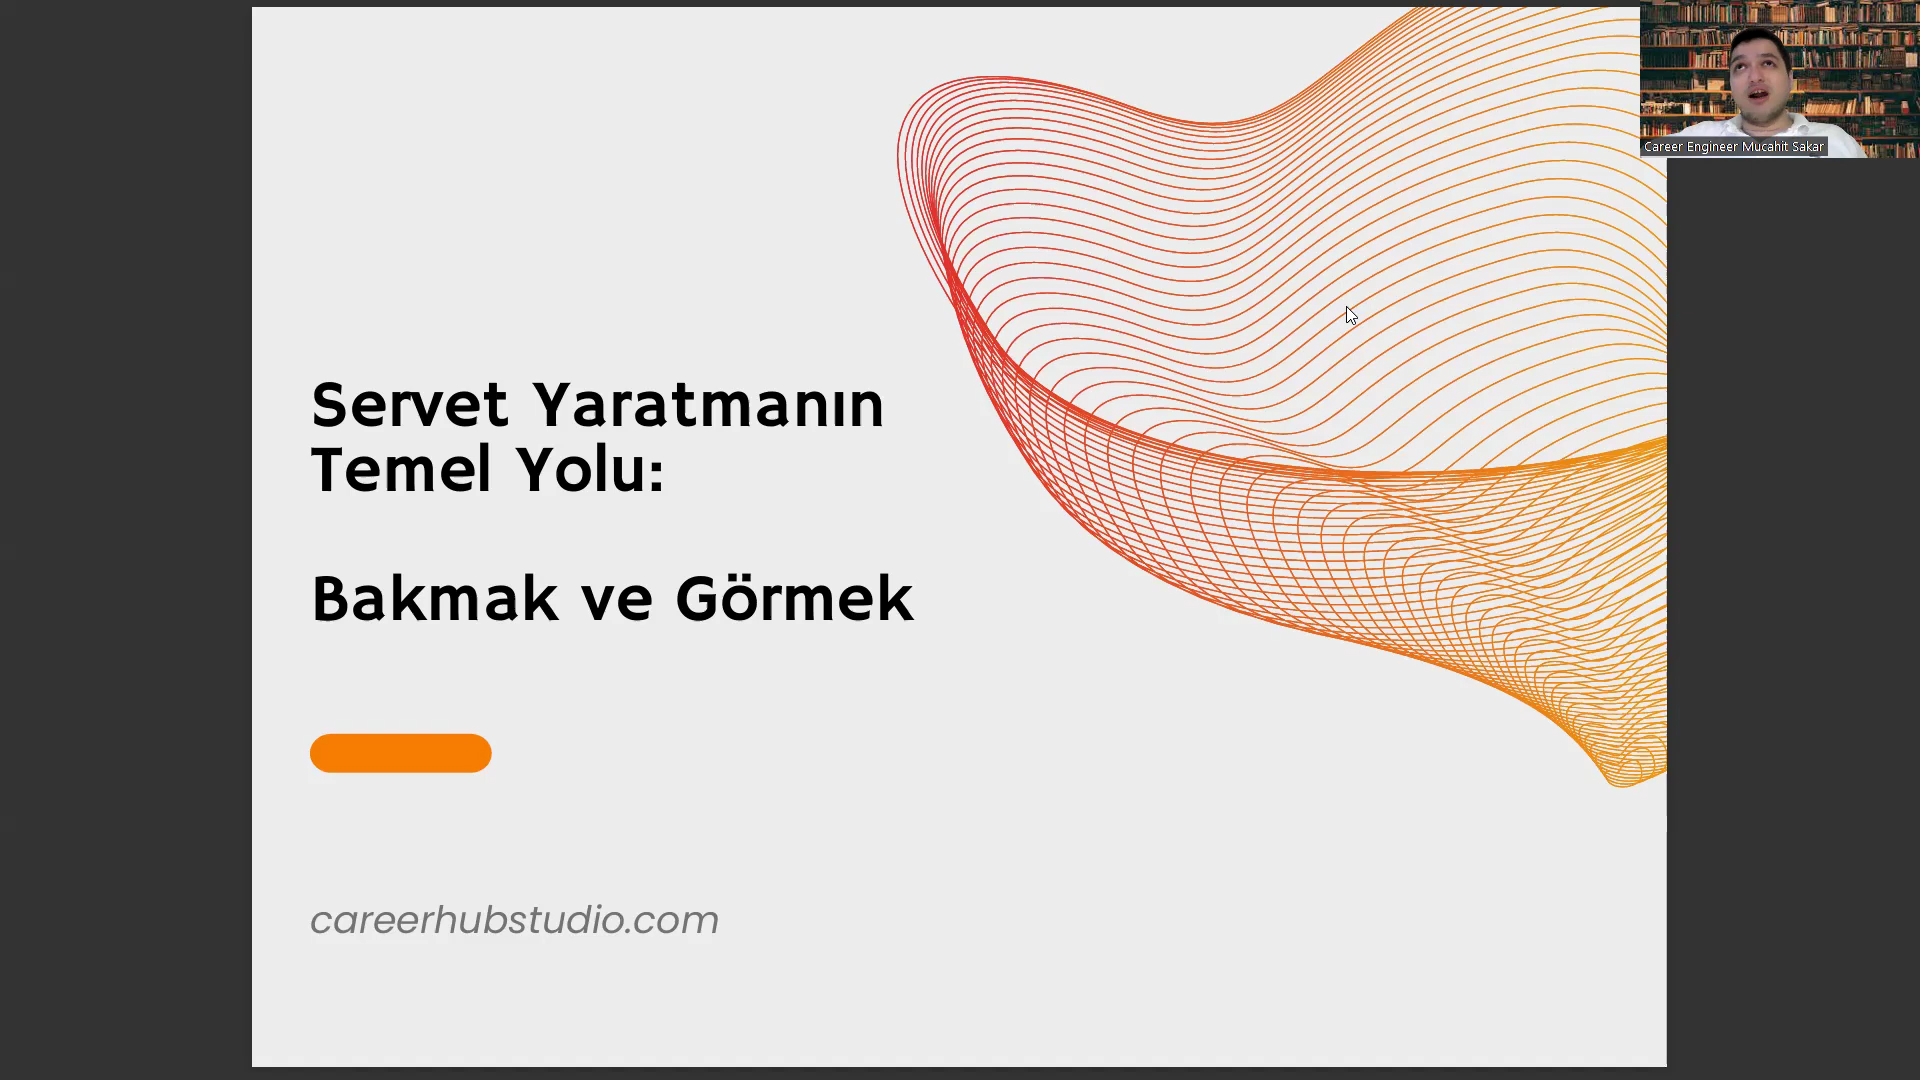 Career Engineer Mucahit Sakar
Servet Yaratmanın
Temel Yolu:
Bakmak ve Görmek
careerhubstudio.com